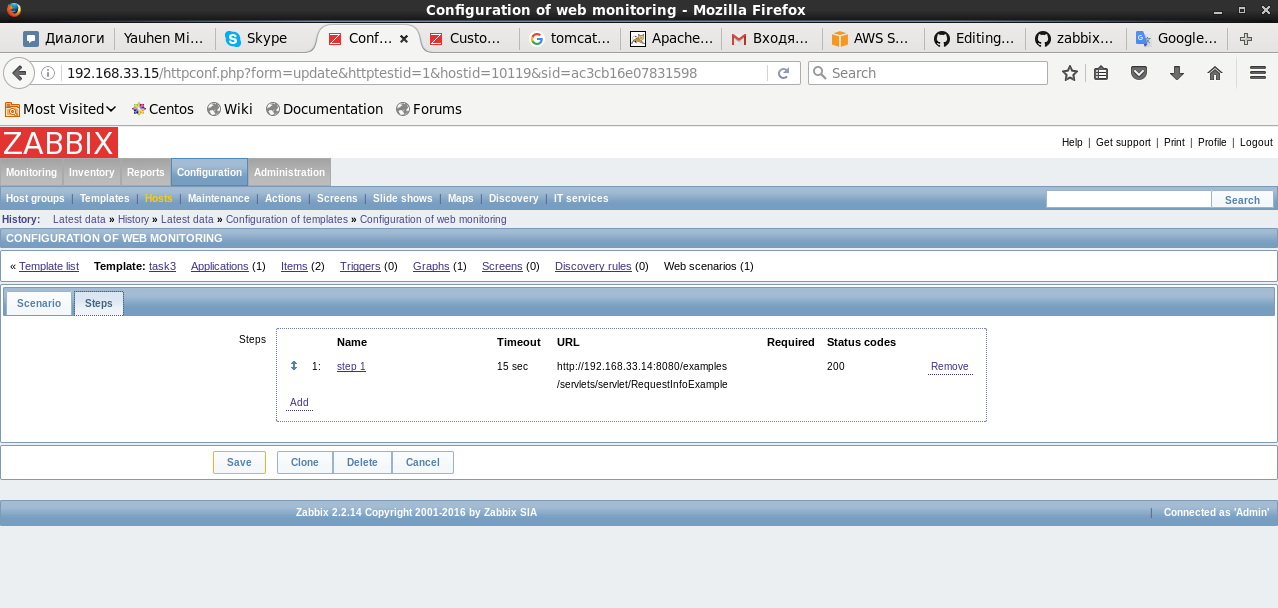 Configuration of web monitoring - Mozilla Firefox
Диалоги Yauhen Mi... Skype Conf... Custo... tomcat... Apache... Входя... AWS S... Editing... zabbix... Google...
192.168.33.15/httpconf.php?form=update&httptestid=1&hostid=10119&sid=ac3cb16e07831598 Search
Most Visited Centos Wiki Documentation Forums
ZABBIX
Help | Get support | Print | Profile | Logout
Monitoring Inventory Reports Configuration Administration
Host groups | Templates | Hosts | Maintenance | Actions | Screens | Slide shows | Maps | Discovery | IT services Search
History: Latest data » History » Latest data » Configuration of templates » Configuration of web monitoring
CONFIGURATION OF WEB MONITORING
« Template list Template: task3 Applications (1) Items (2) Triggers (0) Graphs (1) Screens (0) Discovery rules (0) Web scenarios (1)
Scenario Steps
Steps Name Timeout URL Required Status codes
1: step 1 15 sec http://192.168.33.14:8080/examples 200 Remove
/servlets/servlet/RequestInfoExample
Add
Save Clone Delete Cancel
Zabbix 2.2.14 Copyright 2001-2016 by Zabbix SIA | Connected as 'Admin'